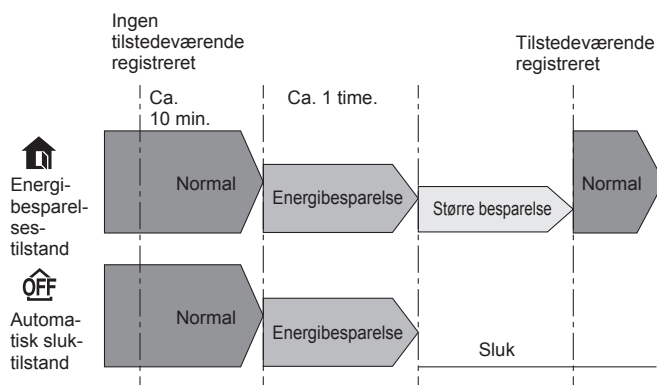 Ingen
tilstedeværende
registreret
Tilstedeværende
registreret
Ca.
10 min.
Ca. 1 time.
Energi-
besparel-
ses-
tilstand
Normal
Energibesparelse
Større besparelse
Normal
OFF
Automa-
tisk sluk-
tilstand
Normal
Energibesparelse
Sluk